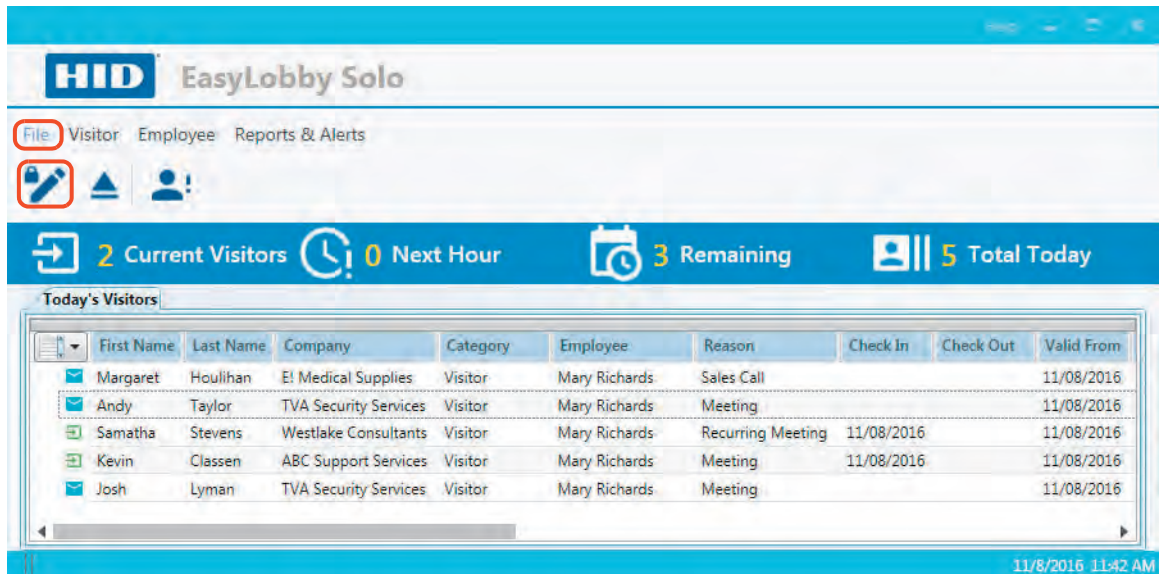 HID EasyLobby Solo
File Visitor Employee Reports & Alerts
2 Current Visitors 0 Next Hour 3 Remaining 5 Total Today
Today's Visitors
First Name Last Name Company Category Employee Reason Check In Check Out Valid From
Margaret Houlihan E! Medical Supplies Visitor Mary Richards Sales Call 11/08/2016
Andy Taylor TVA Security Services Visitor Mary Richards Meeting 11/08/2016
Samatha Stevens Westlake Consultants Visitor Mary Richards Recurring Meeting 11/08/2016 11/08/2016
Kevin Classen ABC Support Services Visitor Mary Richards Meeting 11/08/2016 11/08/2016
Josh Lyman TVA Security Services Visitor Mary Richards Meeting 11/08/2016
11/8/2016 11:42 AM